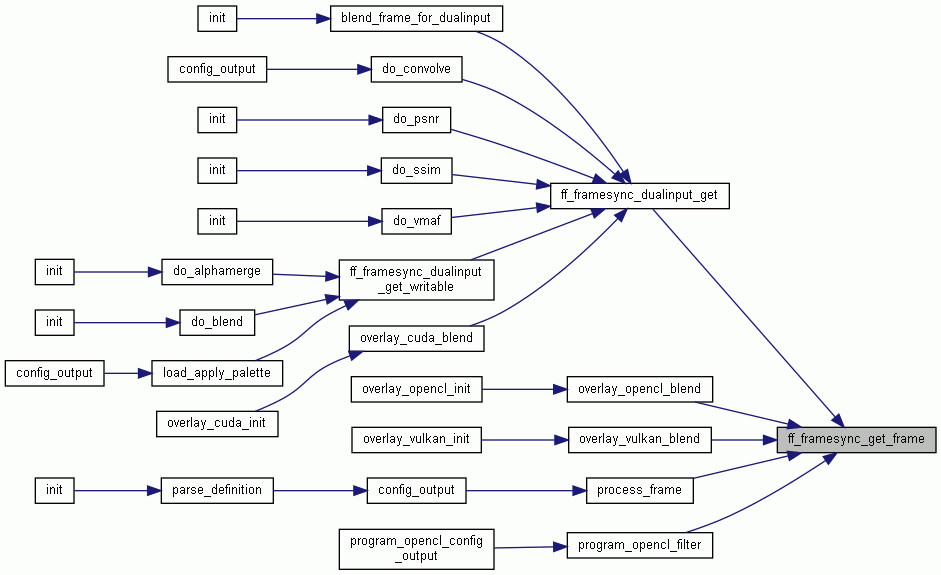 init
blend_frame_for_dualinput
config_output
do_convolve
init
do_psnr
init
do_ssim
ff_framesync_dualinput_get
init
do_vmaf
init
do_alphamerge
ff_framesync_dualinput
_get_writable
init
do_blend
overlay_cuda_blend
config_output
load_apply_palette
overlay_opencl_init
overlay_opencl_blend
overlay_cuda_init
overlay_vulkan_init
overlay_vulkan_blend
ff_framesync_get_frame
init
parse_definition
config_output
process_frame
program_opencl_config
_output
program_opencl_filter